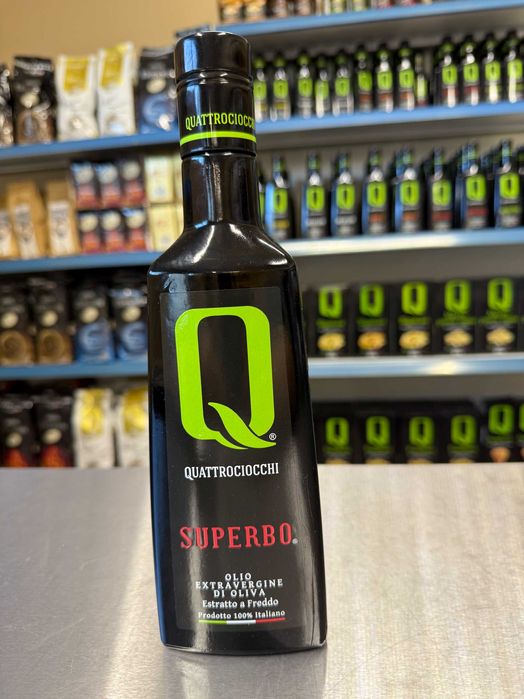 QUATTROCIOCCHI
Q
®
QUATTROCIOCCHI
SUPERBO®
OLIO
EXTRAVERGINE
DI OLIVA
Estratto a Freddo
Prodotto 100% Italiano